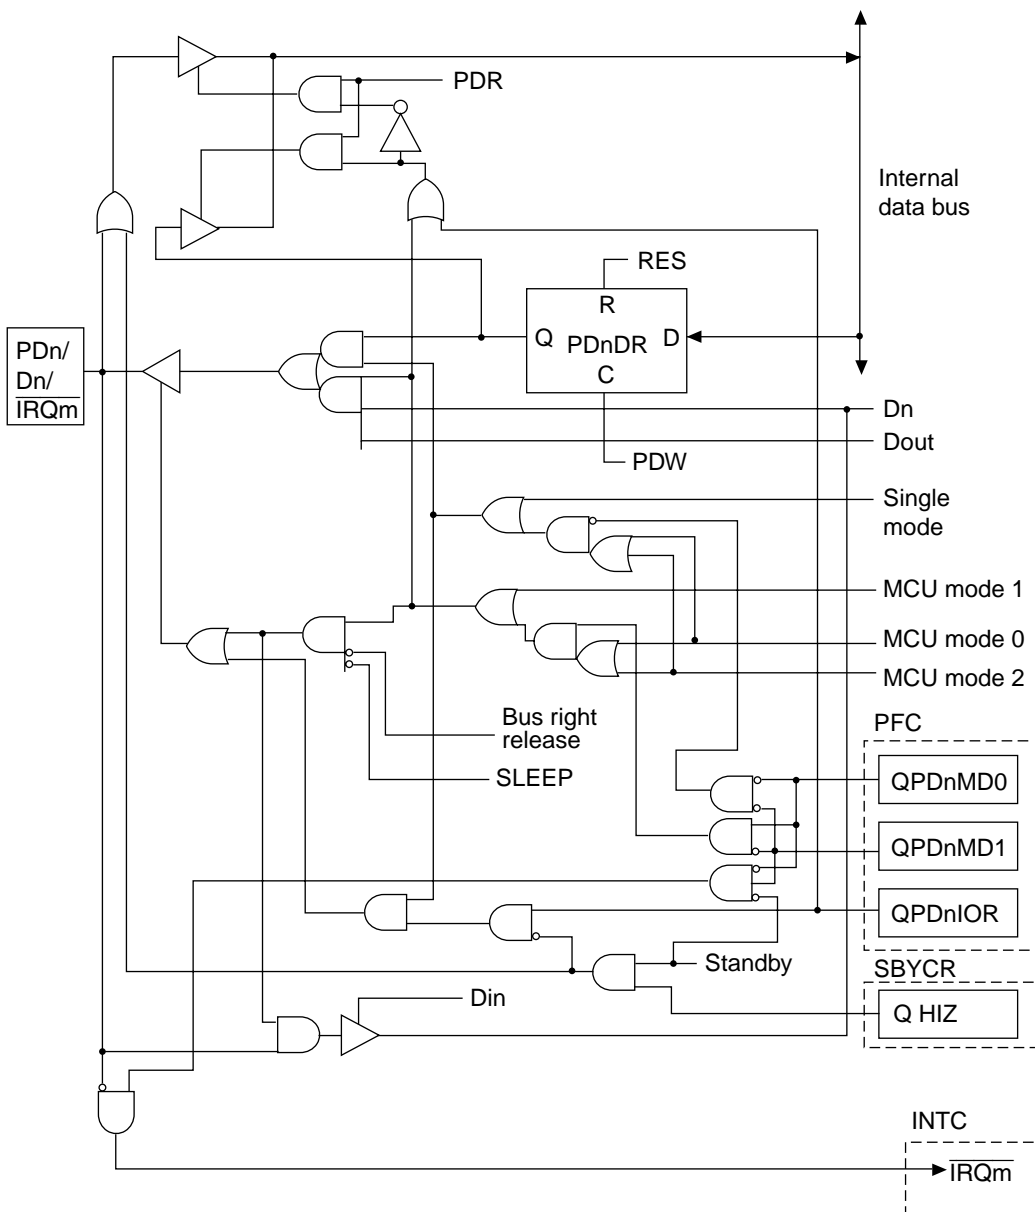 PDR
Internal
data bus
RES
R
Q
PDnDR
D
C
PDn/
Dn/
IRQm
Dn
Dout
PDW
Single
mode
MCU mode 1
MCU mode 0
MCU mode 2
Bus right
release
SLEEP
PFC
QPDnMD0
QPDnMD1
QPDnIOR
Standby
SBYCR
Din
Q HIZ
INTC
IRQm